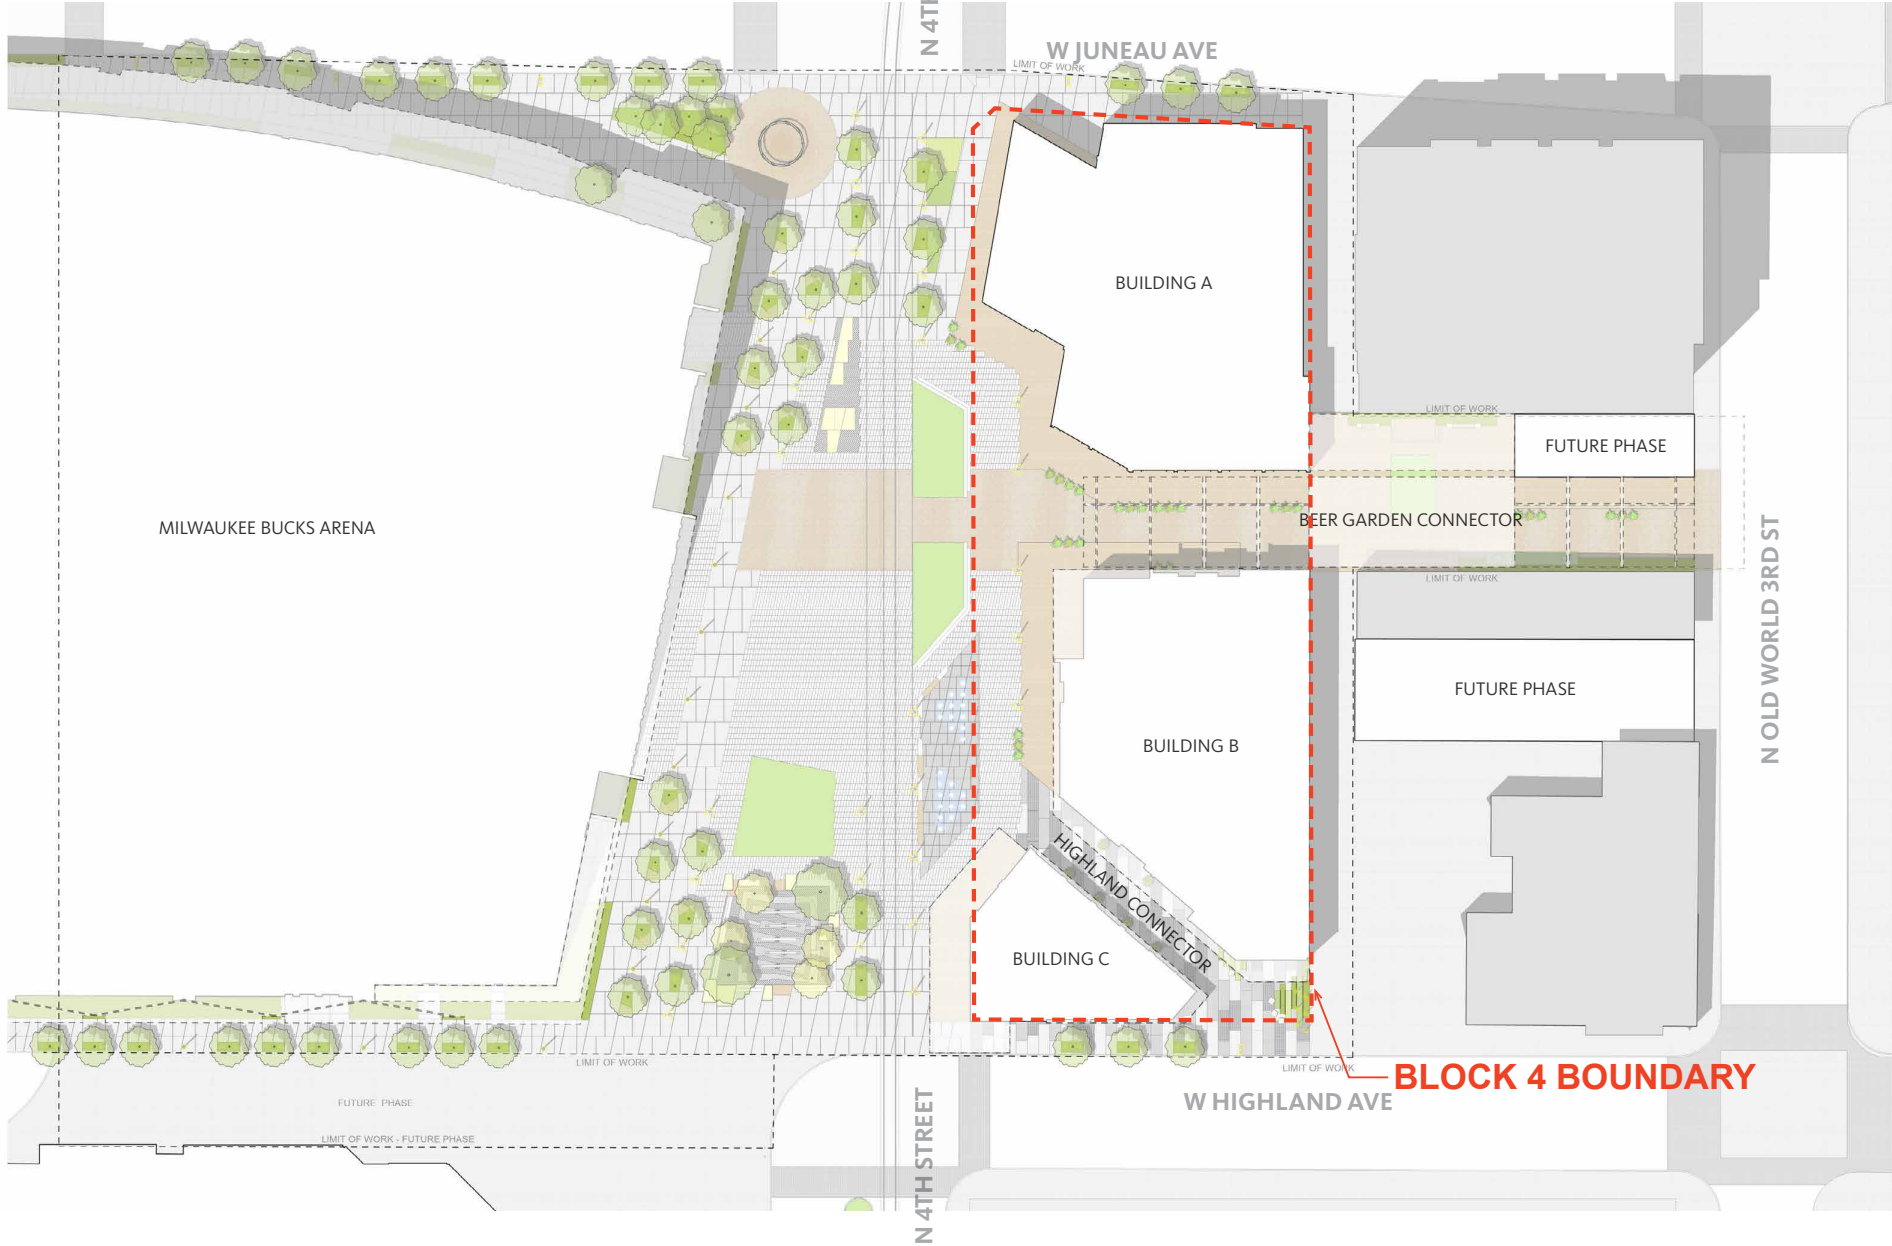 N 4TH
W JUNEAU AVE
LIMIT OF WORK
BUILDING A
LIMIT OF WORK
FUTURE PHASE
MILWAUKEE BUCKS ARENA
BEER GARDEN CONNECTOR
LIMIT OF WORK
N OLD WORLD 3RD ST
FUTURE PHASE
BUILDING B
HIGHLAND CONNECTOR
BUILDING C
LIMIT OF WORK
LIMIT OF WORK
BLOCK 4 BOUNDARY
FUTURE PHASE
W HIGHLAND AVE
LIMIT OF WORK - FUTURE PHASE
N 4TH STREET